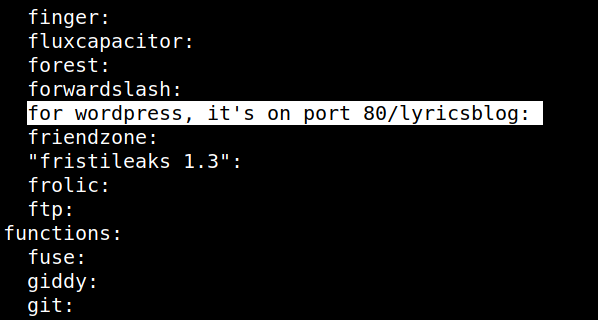 finger:
fluxcapacitor:
forest:
forwardslash:
for wordpress, it's on port 80/lyricsblog:
friendzone:
"fristileaks 1.3":
frolic:
ftp:
functions:
fuse:
giddy:
git: